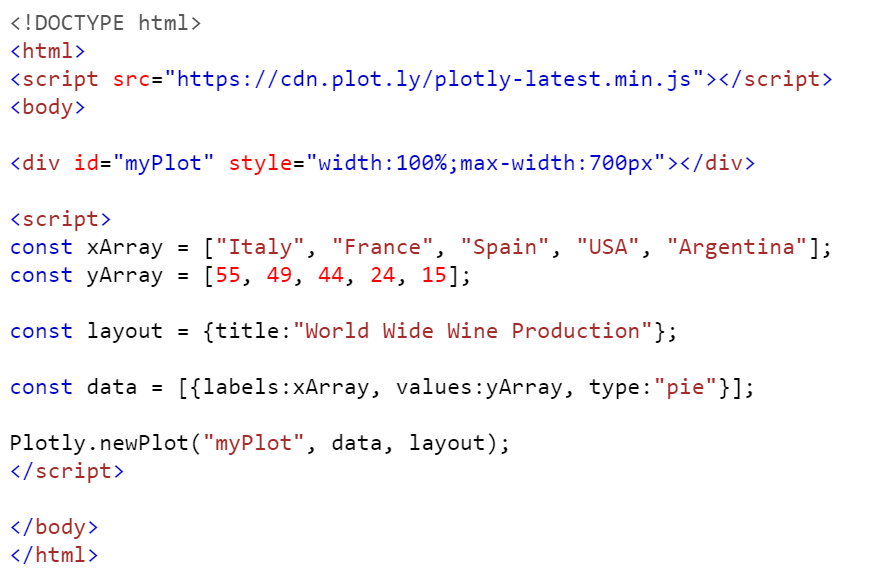 <!DOCTYPE html>
<html>
<script src="https://cdn.plot.ly/plotly-latest.min.js"></script>
<body>
<div id="myPlot" style="width:100%;max-width:700px"></div>
<script>
const xArray = ["Italy", "France", "Spain", "USA", "Argentina"];
const yArray = [55, 49, 44, 24, 15];
const layout = {title:"World Wide Wine Production"};
const data = [{labels:xArray, values:yArray, type:"pie"}];
Plotly.newPlot("myPlot", data, layout);
</script>
</body>
</html>